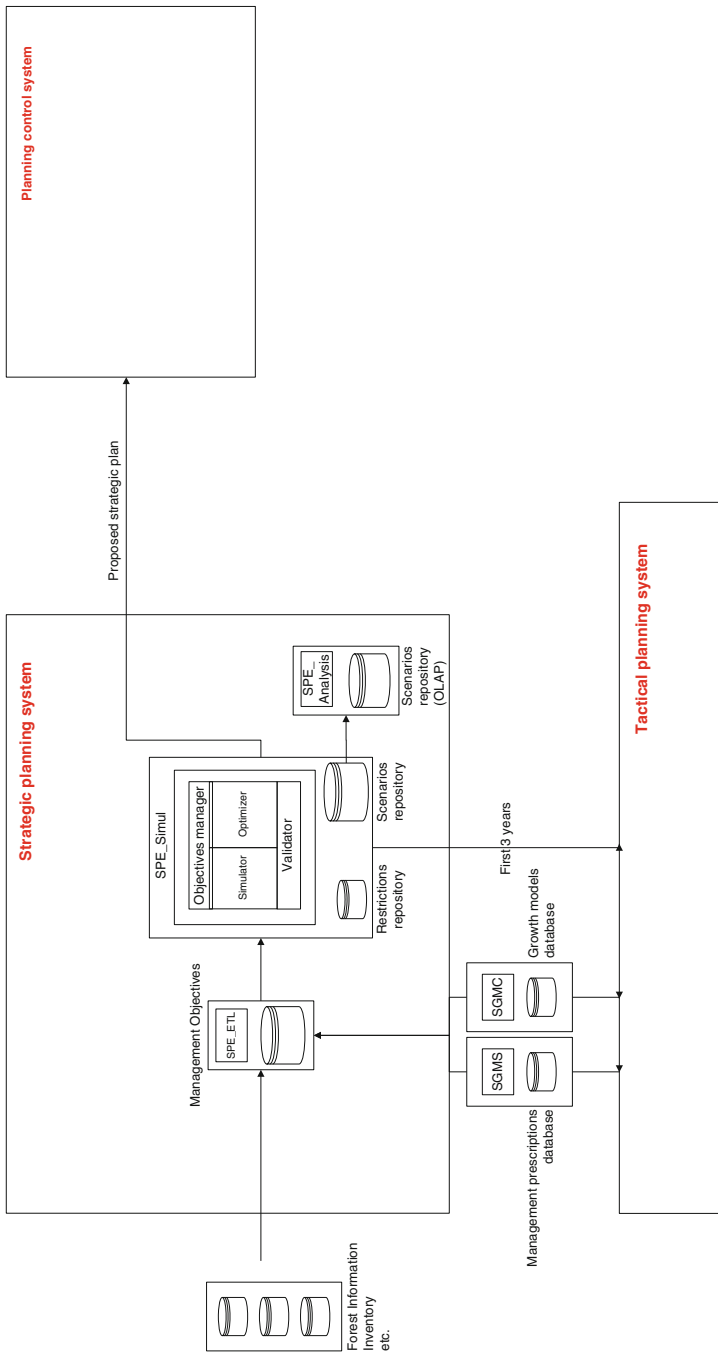 Strategic planning system
Planning control system
Proposed strategic plan
Forest Information
Inventory
etc.
Management Objectives
SPE_ETL
SPE_Simul
Objectives manager
Simulator
Optimizer
Validator
Restrictions
repository
Scenarios
repository
SPE_
Analysis
Scenarios
repository
(OLAP)
First 3 years
SGMS
Management prescriptions
database
SGMC
Growth models
database
Tactical planning system